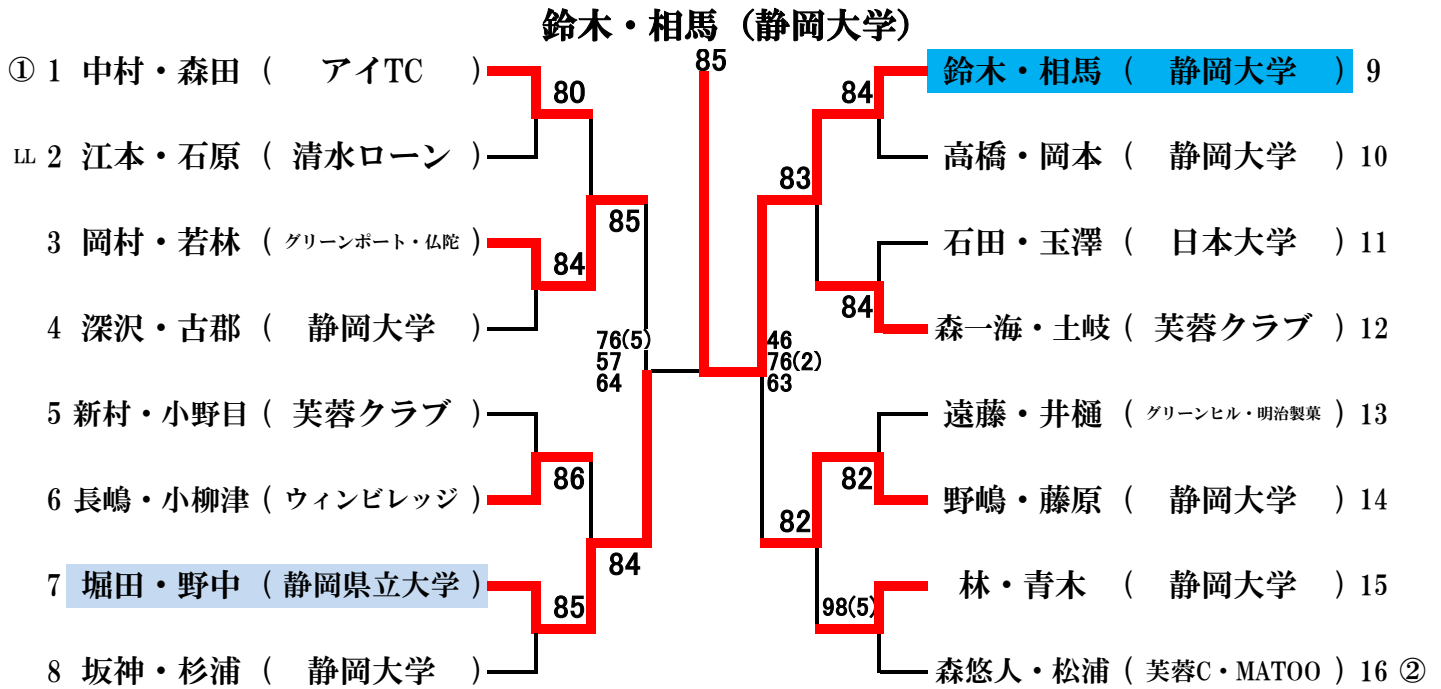 鈴木・相馬（静岡大学）
85
① 1 中村・森田 （ アイTC ）
80
LL 2 江本・石原 （ 清水ローン ）
85
3 岡村・若林 （ グリーンポート・仏陀 ）
84
4 深沢・古郡 （ 静岡大学 ）
76(5)
57
64
5 新村・小野目（ 芙蓉クラブ ）
86
6 長嶋・小柳津（ ウィンビレッジ ）
84
7 堀田・野中 （ 静岡県立大学 ）
85
8 坂神・杉浦 （ 静岡大学 ）
鈴木・相馬 （ 静岡大学 ） 9
84
高橋・岡本 （ 静岡大学 ） 10
83
石田・玉澤 （ 日本大学 ） 11
84
森一海・土岐（ 芙蓉クラブ ） 12
46
76(2)
63
遠藤・井樋 （ グリーンヒル・明治製菓 ） 13
82
野嶋・藤原 （ 静岡大学 ） 14
82
林・青木 （ 静岡大学 ） 15
98(5)
森悠人・松浦（ 芙蓉C・MATOO ） 16 ②